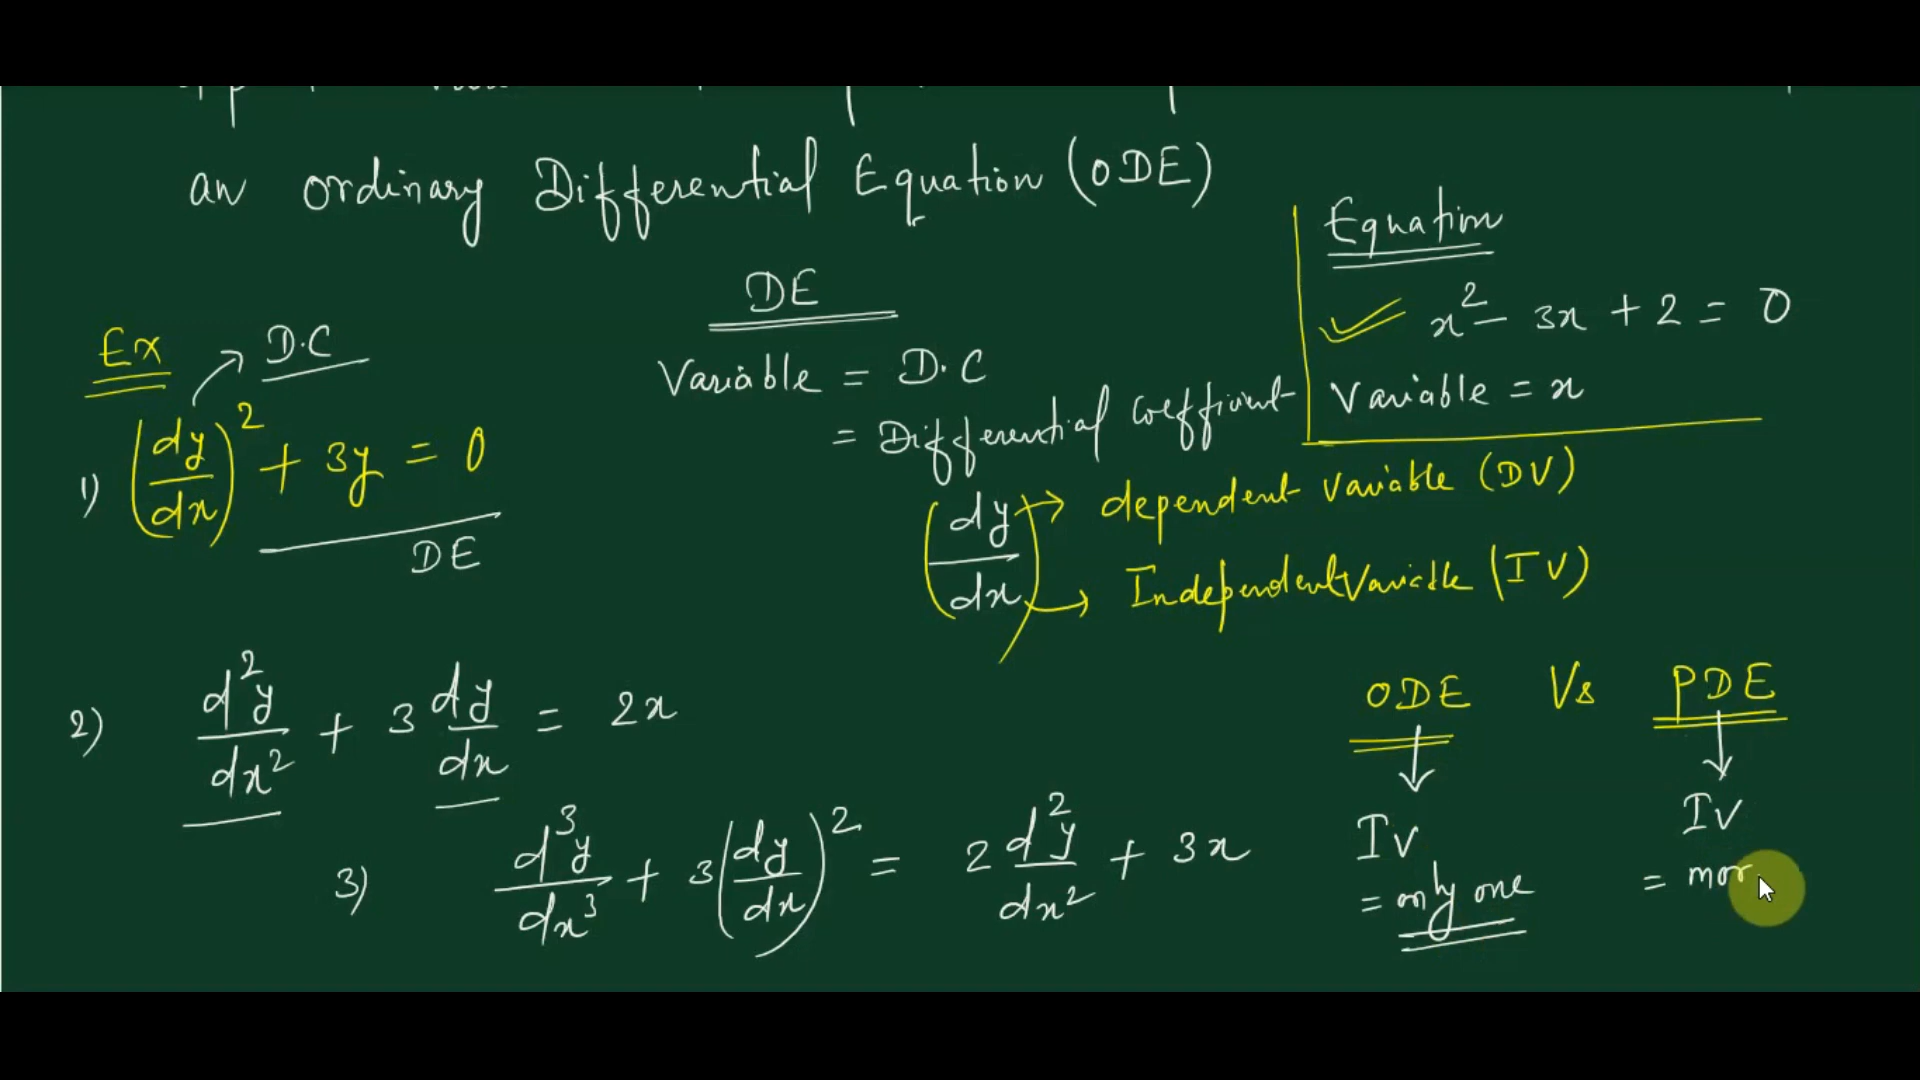 an ordinary Differential Equation (ODE)
Equation
x² - 3x + 2 = 0
Variable = x
DE
Variable = D.C
= Differential coefficient
dy/dx
dependent variable (DV)
Independent Variable (IV)
Ex
D.C
1) (dy/dx)² + 3y = 0
DE
2) d²y/dx² + 3 dy/dx = 2x
3) d³y/dx³ + 3(dy/dx)² = 2 d²y/dx² + 3x
ODE Vs PDE
IV
= only one
IV
= mor